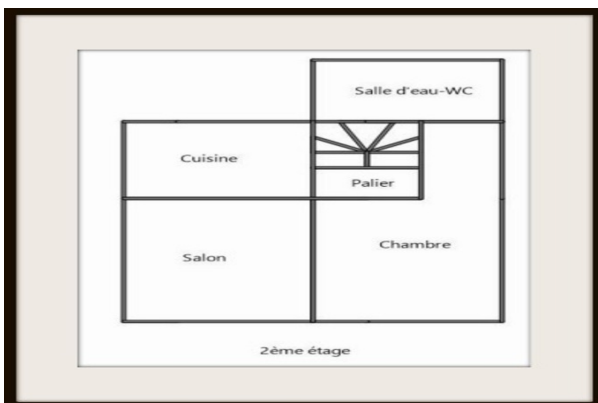 Salle d'eau-WC
Cuisine
Palier
Chambre
Salon
2ème étage